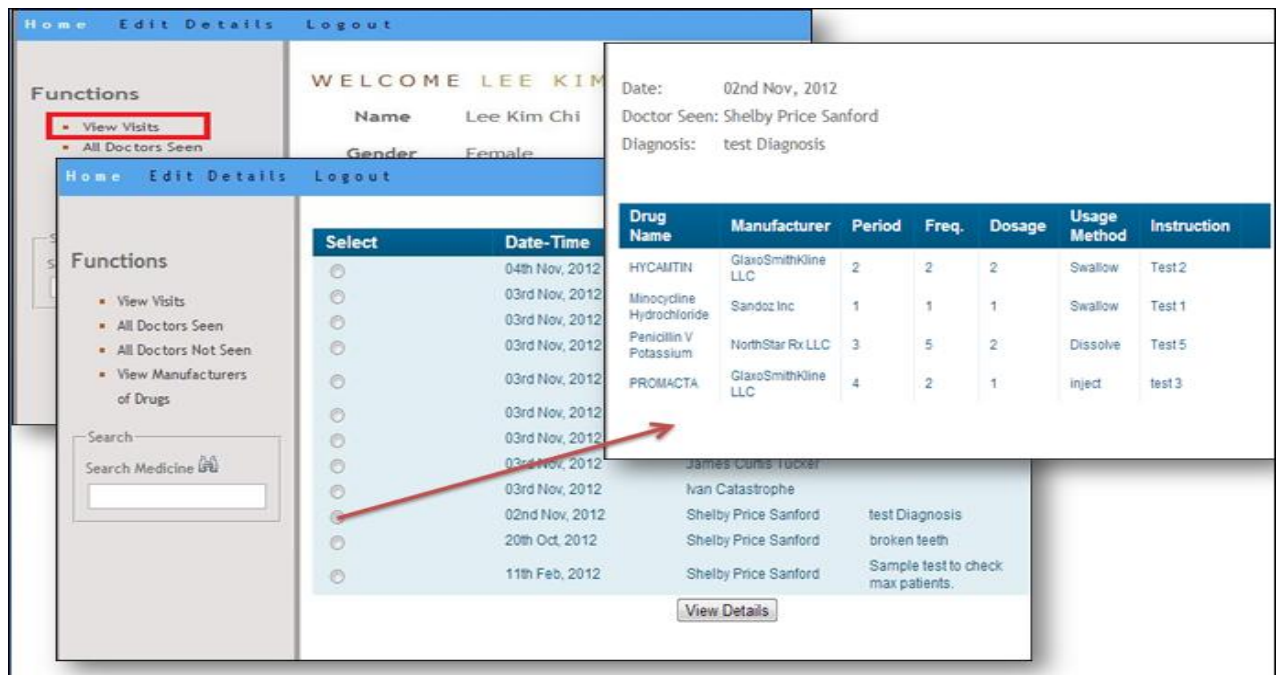 Home Edit Details Logout
Functions
View Visits
All Doctors Seen
WELCOME LEE KIM
Name Lee Kim Chi
Gender Female
Home Edit Details Logout
Functions
View Visits
All Doctors Seen
All Doctors Not Seen
View Manufacturers
of Drugs
Search
Search Medicine
Select Date-Time
04th Nov, 2012
03rd Nov, 2012
03rd Nov, 2012
03rd Nov, 2012
03rd Nov, 2012
03rd Nov, 2012
03rd Nov, 2012
03rd Nov, 2012 James Curtis Tucker
03rd Nov, 2012 Ivan Catastrophe
02nd Nov, 2012 Shelby Price Sanford test Diagnosis
20th Oct, 2012 Shelby Price Sanford broken teeth
11th Feb, 2012 Shelby Price Sanford Sample test to check
max patients.
View Details
Date: 02nd Nov, 2012
Doctor Seen: Shelby Price Sanford
Diagnosis: test Diagnosis
Drug Name Manufacturer Period Freq. Dosage Usage Method Instruction
HYCAMTIN GlaxoSmithKline LLC 2 2 2 Swallow Test 2
Minocycline Hydrochloride Sandoz Inc 1 1 1 Swallow Test 1
Penicillin V Potassium NorthStar Rx LLC 3 5 2 Dissolve Test 5
PROMACTA GlaxoSmithKline LLC 4 2 1 inject test 3